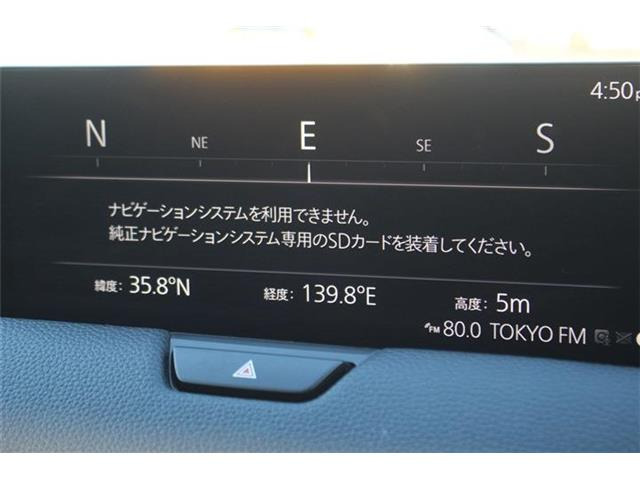 4:50p
N NE E SE S
ナビゲーションシステムを利用できません。
純正ナビゲーションシステム専用のSDカードを装着してください。
緯度: 35.8°N 経度: 139.8°E 高度: 5m
FM 80.0 TOKYO FM